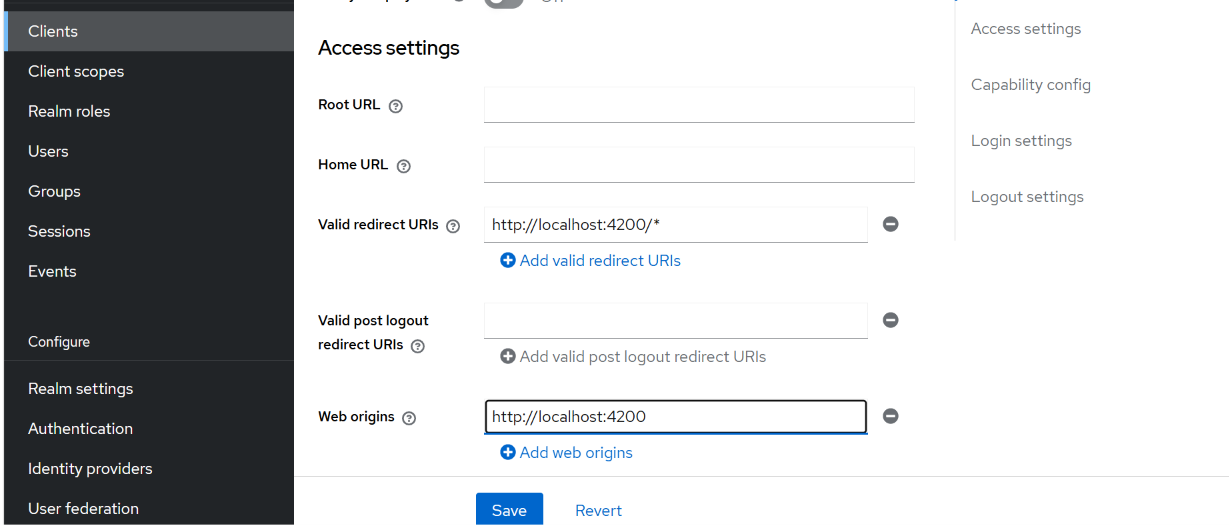 Clients
Client scopes
Realm roles
Users
Groups
Sessions
Events
Configure
Realm settings
Authentication
Identity providers
User federation
Access settings
Root URL
Home URL
Valid redirect URIs
http://localhost:4200/*
Add valid redirect URIs
Valid post logout
redirect URIs
Add valid post logout redirect URIs
Web origins
http://localhost:4200
Add web origins
Save
Revert
Access settings
Capability config
Login settings
Logout settings